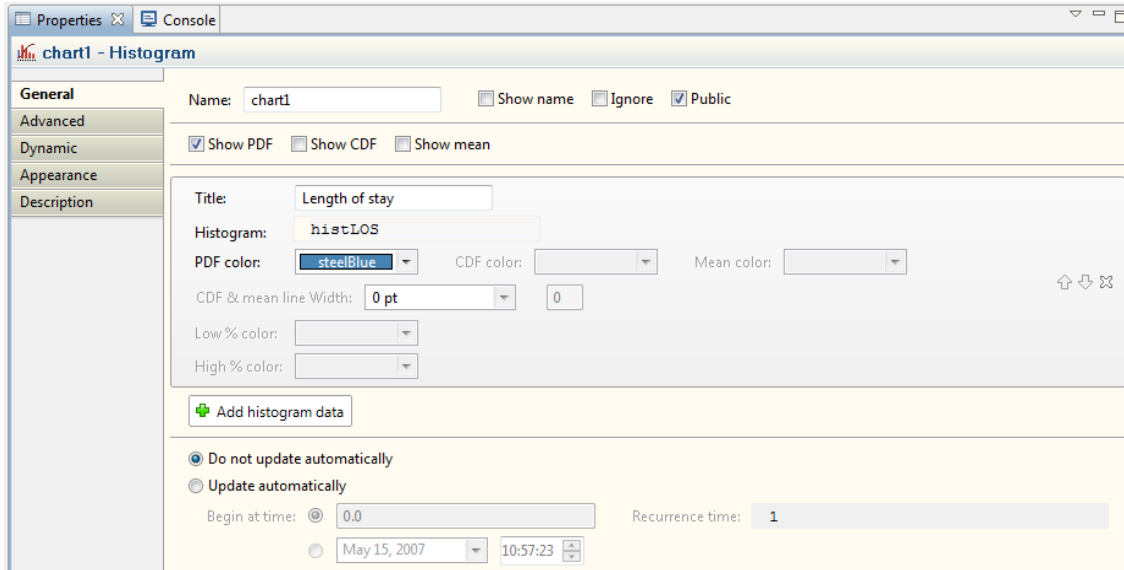 Properties Console
chart1 - Histogram
General
Advanced
Dynamic
Appearance
Description
Name: chart1 Show name Ignore Public
Show PDF Show CDF Show mean
Title: Length of stay
Histogram: histLOS
PDF color: steelBlue CDF color: Mean color:
CDF & mean line Width: 0 pt 0
Low % color:
High % color:
Add histogram data
Do not update automatically
Update automatically
Begin at time: 0.0 Recurrence time: 1
May 15, 2007 10:57:23